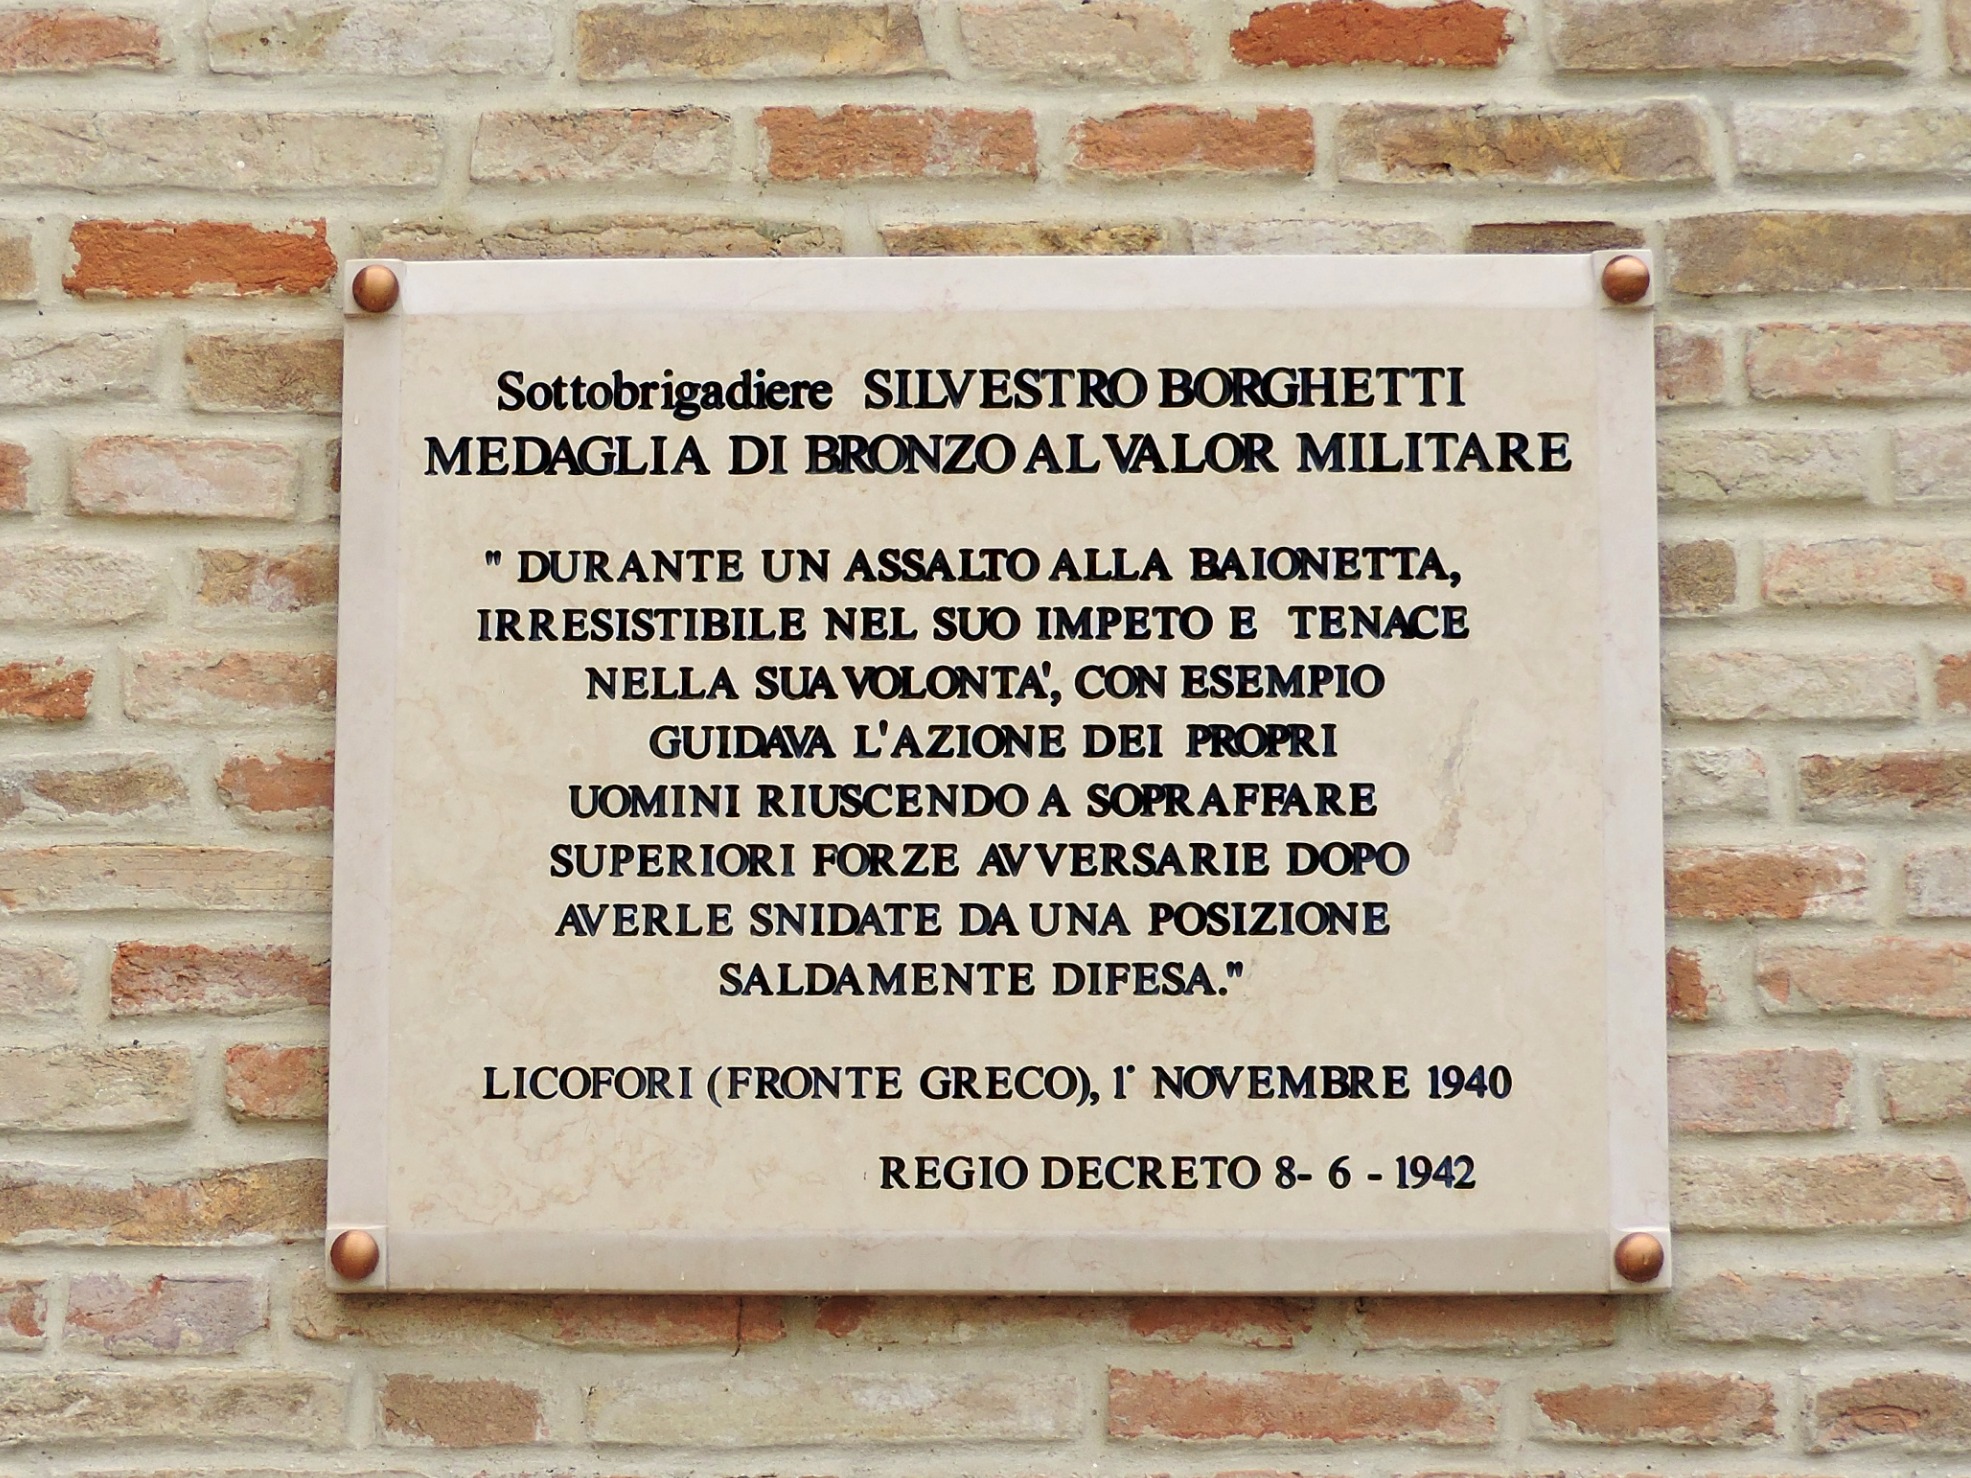 Sottobrigadiere SILVESTRO BORGHETTI
MEDAGLIA DI BRONZO AL VALOR MILITARE
" DURANTE UN ASSALTO ALLA BAIONETTA,
IRRESISTIBILE NEL SUO IMPETO E TENACE
NELLA SUA VOLONTA', CON ESEMPIO
GUIDAVA L'AZIONE DEI PROPRI
UOMINI RIUSCENDO A SOPRAFFARE
SUPERIORI FORZE AVVERSARIE DOPO
AVERLE SNIDATE DA UNA POSIZIONE
SALDAMENTE DIFESA."
LICOFORI (FRONTE GRECO), 1° NOVEMBRE 1940
REGIO DECRETO 8- 6 - 1942